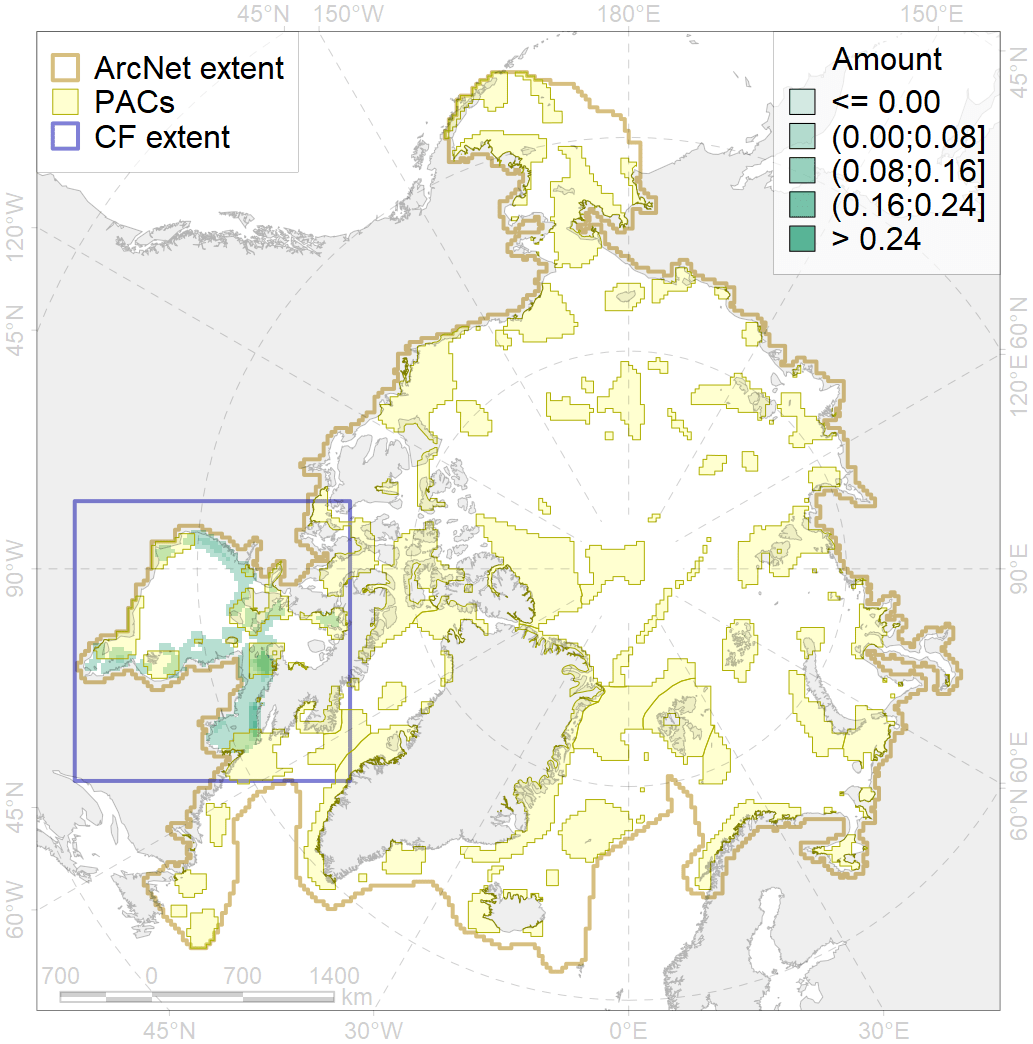 45°N 150°W 180°E 150°E
ArcNet extent
PACs
CF extent
Amount
<= 0.00
(0.00;0.08]
(0.08;0.16]
(0.16;0.24]
> 0.24
45°N
120°W
60°N
45°N
120°E
90°W
90°E
45°N
60°E
60°N
60°W
700 0 700 1400
km
45°N 30°W 0°E 30°E